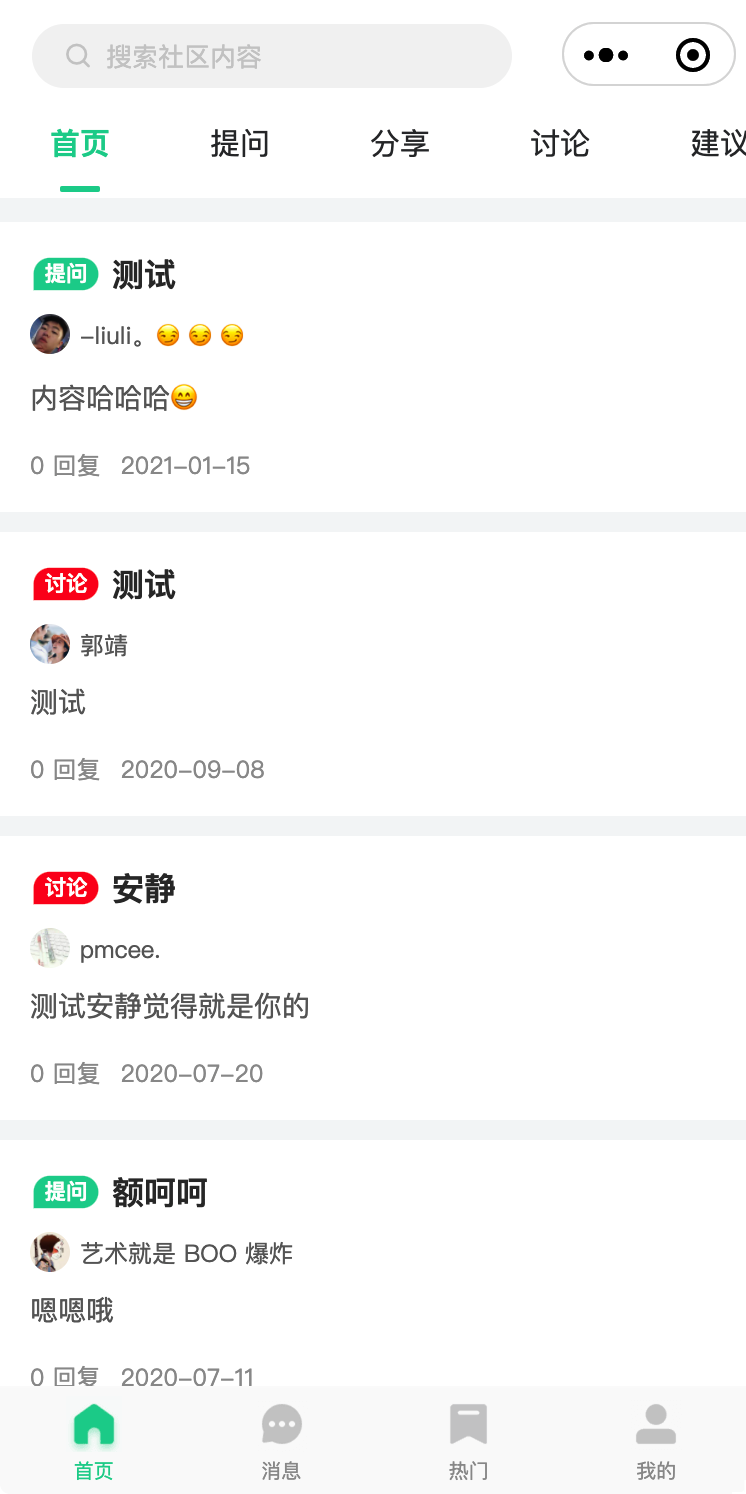 搜索社区内容
首页 提问 分享 讨论 建议
提问 测试
-liuli。😏 😏 😏
内容哈哈哈😁
0 回复 2021-01-15
讨论 测试
郭靖
测试
0 回复 2020-09-08
讨论 安静
pmcee.
测试安静觉得就是你的
0 回复 2020-07-20
提问 额呵呵
艺术就是 BOO 爆炸
嗯嗯哦
0 回复 2020-07-11
首页 消息 热门 我的